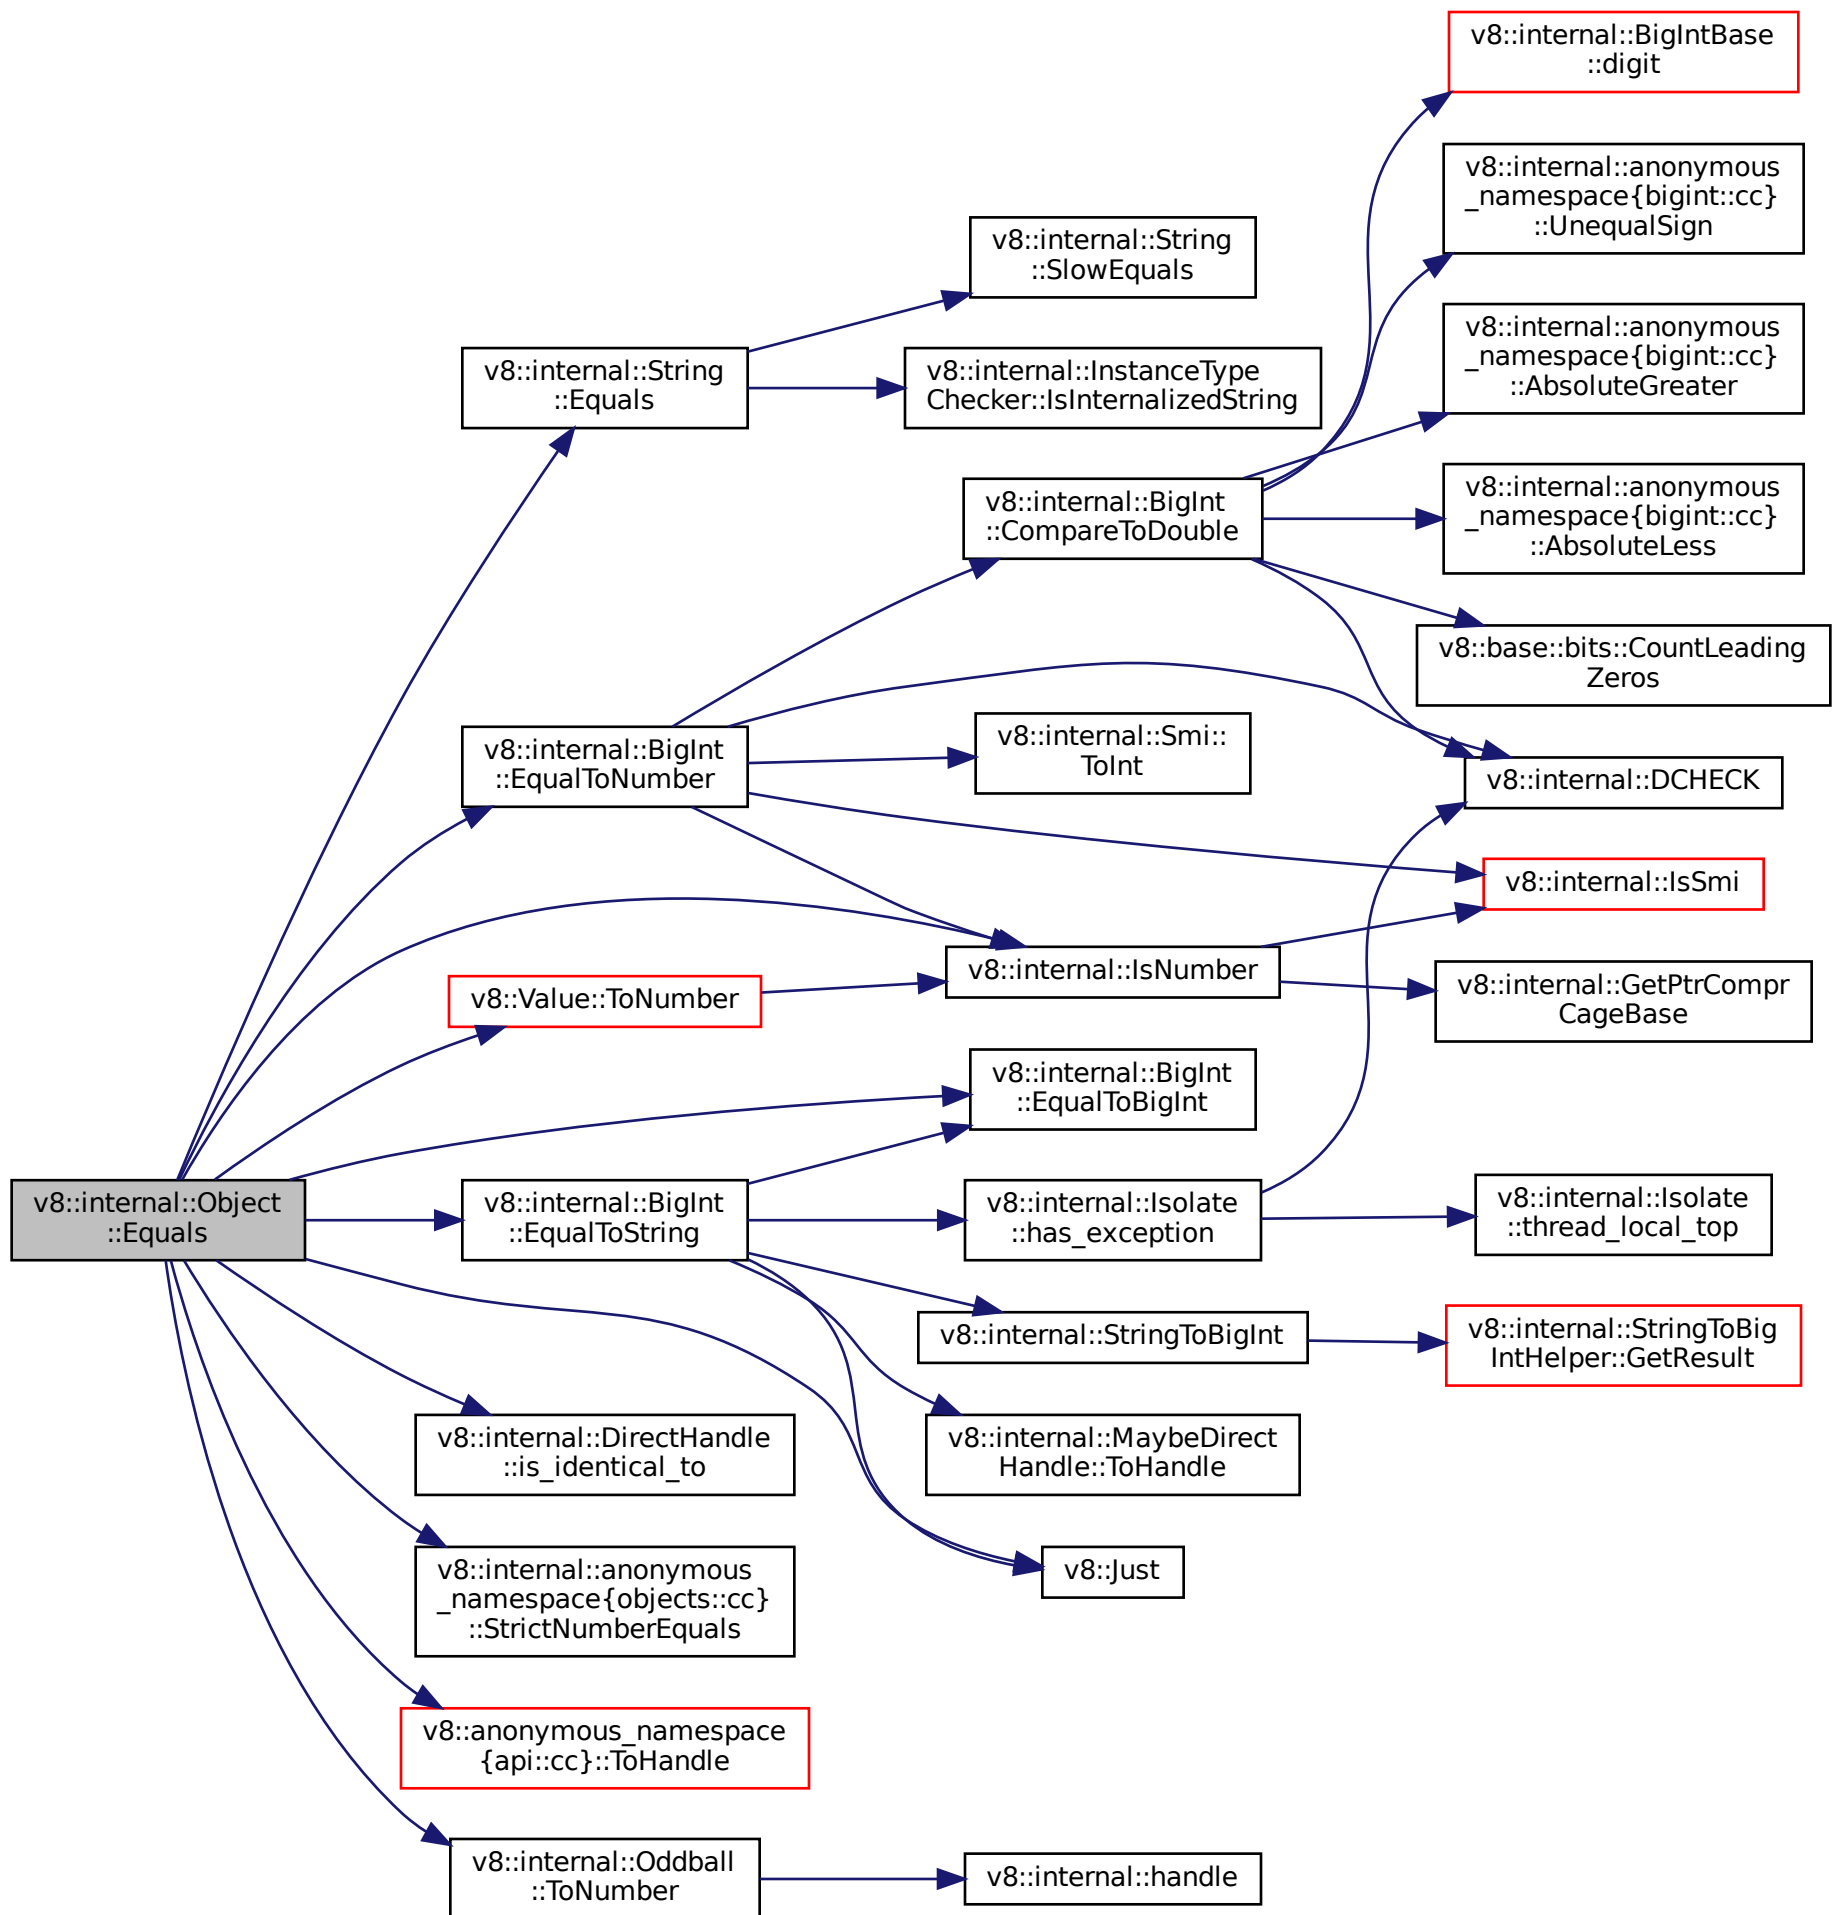 v8::internal::BigIntBase
::digit
v8::internal::anonymous
_namespace{bigint::cc}
::UnequalSign
v8::internal::String
::SlowEquals
v8::internal::anonymous
_namespace{bigint::cc}
::AbsoluteGreater
v8::internal::String
::Equals
v8::internal::InstanceType
Checker::IsInternalizedString
v8::internal::BigInt
::CompareToDouble
v8::internal::anonymous
_namespace{bigint::cc}
::AbsoluteLess
v8::base::bits::CountLeading
Zeros
v8::internal::BigInt
::EqualToNumber
v8::internal::Smi::
ToInt
v8::internal::DCHECK
v8::internal::IsSmi
v8::Value::ToNumber
v8::internal::IsNumber
v8::internal::GetPtrCompr
CageBase
v8::internal::BigInt
::EqualToBigInt
v8::internal::Object
::Equals
v8::internal::BigInt
::EqualToString
v8::internal::Isolate
::has_exception
v8::internal::Isolate
::thread_local_top
v8::internal::StringToBigInt
v8::internal::StringToBig
IntHelper::GetResult
v8::internal::DirectHandle
::is_identical_to
v8::internal::MaybeDirect
Handle::ToHandle
v8::internal::anonymous
_namespace{objects::cc}
::StrictNumberEquals
v8::Just
v8::anonymous_namespace
{api::cc}::ToHandle
v8::internal::Oddball
::ToNumber
v8::internal::handle